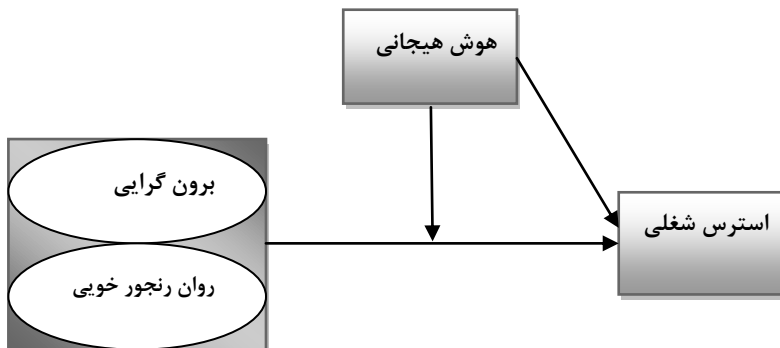 هوش هیجانی
برون گرایی
استرس شغلی
روان رنجور خویی